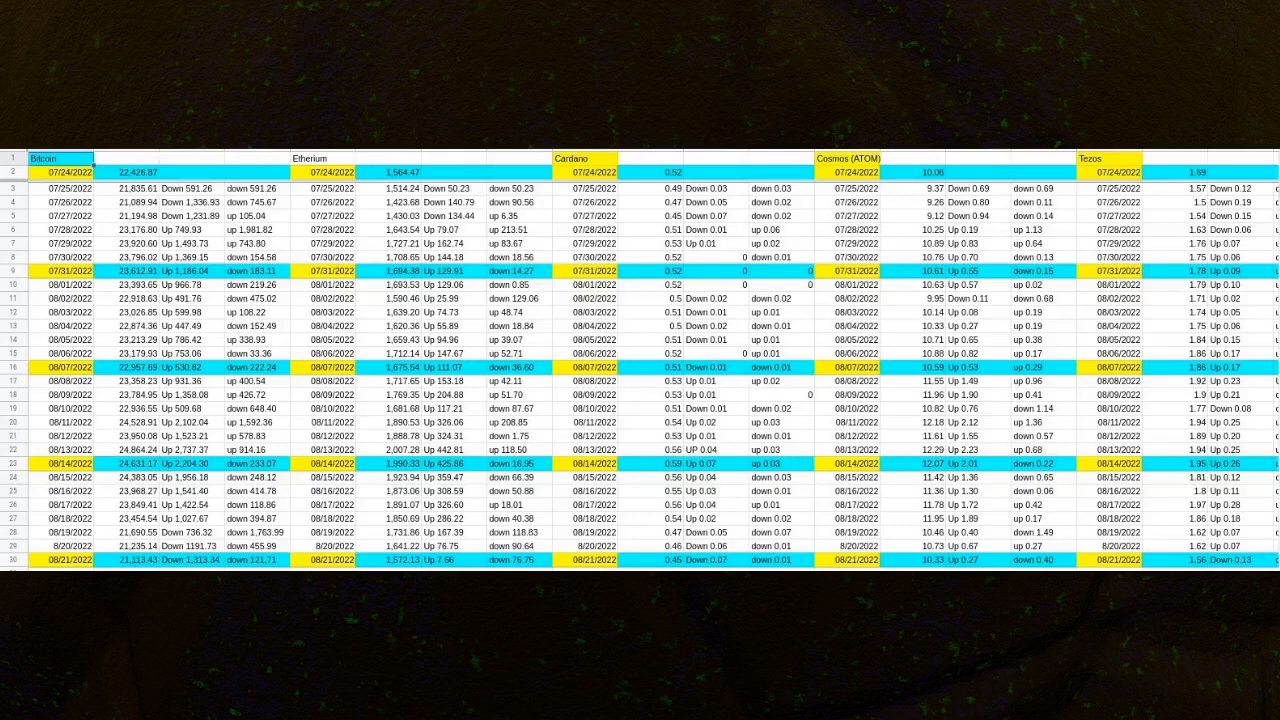 1 Bitcoin Etherium Cardano Cosmos (ATOM) Tezos
2 07/24/2022 22,426.87 07/24/2022 1,564.47 07/24/2022 0.52 07/24/2022 10.06 07/24/2022 1.69
3 07/25/2022 21,835.61 Down 591.26 down 591.26 07/25/2022 1,514.24 Down 50.23 down 50.23 07/25/2022 0.49 Down 0.03 down 0.03 07/25/2022 9.37 Down 0.69 down 0.69 07/25/2022 1.57 Down 0.12
4 07/26/2022 21,089.94 Down 1,336.93 down 745.67 07/26/2022 1,423.68 Down 140.79 down 90.56 07/26/2022 0.47 Down 0.05 down 0.02 07/26/2022 9.26 Down 0.80 down 0.11 07/26/2022 1.5 Down 0.19
5 07/27/2022 21,194.98 Down 1,231.89 up 105.04 07/27/2022 1,430.03 Down 134.44 up 6.35 07/27/2022 0.45 Down 0.07 down 0.02 07/27/2022 9.12 Down 0.94 down 0.14 07/27/2022 1.54 Down 0.15
6 07/28/2022 23,176.80 Up 749.93 up 1,981.82 07/28/2022 1,643.54 Up 79.07 up 213.51 07/28/2022 0.51 Down 0.01 up 0.06 07/28/2022 10.25 Up 0.19 up 1.13 07/28/2022 1.63 Down 0.06
7 07/29/2022 23,920.60 Up 1,493.73 up 743.80 07/29/2022 1,727.21 Up 162.74 up 83.67 07/29/2022 0.53 Up 0.01 up 0.02 07/29/2022 10.89 Up 0.83 up 0.64 07/29/2022 1.76 Up 0.07
8 07/30/2022 23,796.02 Up 1,369.15 down 154.58 07/30/2022 1,708.65 Up 144.18 down 18.56 07/30/2022 0.52 0 down 0.01 07/30/2022 10.76 Up 0.70 down 0.13 07/30/2022 1.75 Up 0.06
9 07/31/2022 23,612.91 Up 1,186.04 down 183.11 07/31/2022 1,694.38 Up 129.91 down 14.27 07/31/2022 0.52 0 0 07/31/2022 10.61 Up 0.55 down 0.15 07/31/2022 1.78 Up 0.09
10 08/01/2022 23,393.65 Up 966.78 down 219.26 08/01/2022 1,693.53 Up 129.06 down 0.85 08/01/2022 0.52 0 0 08/01/2022 10.63 Up 0.57 up 0.02 08/01/2022 1.79 Up 0.10
11 08/02/2022 22,918.63 Up 491.76 down 475.02 08/02/2022 1,590.46 Up 25.99 down 129.06 08/02/2022 0.5 Down 0.02 down 0.02 08/02/2022 9.95 Down 0.11 down 0.68 08/02/2022 1.71 Up 0.02
12 08/03/2022 23,026.85 Up 599.98 up 108.22 08/03/2022 1,639.20 Up 74.73 up 48.74 08/03/2022 0.51 Down 0.01 up 0.01 08/03/2022 10.14 Up 0.08 up 0.19 08/03/2022 1.74 Up 0.05
13 08/04/2022 22,874.36 Up 447.49 down 152.49 08/04/2022 1,620.36 Up 55.89 down 18.84 08/04/2022 0.5 Down 0.02 down 0.01 08/04/2022 10.33 Up 0.27 up 0.19 08/04/2022 1.75 Up 0.06
14 08/05/2022 23,213.29 Up 786.42 up 338.93 08/05/2022 1,659.43 Up 94.96 up 39.07 08/05/2022 0.51 Down 0.01 up 0.01 08/05/2022 10.71 Up 0.65 up 0.38 08/05/2022 1.84 Up 0.15
15 08/06/2022 23,179.93 Up 753.06 down 33.36 08/06/2022 1,712.14 Up 147.67 up 52.71 08/06/2022 0.52 0 up 0.01 08/06/2022 10.88 Up 0.82 up 0.17 08/06/2022 1.86 Up 0.17
16 08/07/2022 22,957.69 Up 530.82 down 222.24 08/07/2022 1,675.54 Up 111.07 down 36.60 08/07/2022 0.51 Down 0.01 down 0.01 08/07/2022 10.59 Up 0.53 up 0.29 08/07/2022 1.86 Up 0.17
17 08/08/2022 23,358.23 Up 931.36 up 400.54 08/08/2022 1,717.65 Up 153.18 up 42.11 08/08/2022 0.53 Up 0.01 up 0.02 08/08/2022 11.55 Up 1.49 up 0.96 08/08/2022 1.92 Up 0.23
18 08/09/2022 23,784.95 Up 1,358.08 up 426.72 08/09/2022 1,769.35 Up 204.88 up 51.70 08/09/2022 0.53 Up 0.01 0 08/09/2022 11.96 Up 1.90 up 0.41 08/09/2022 1.9 Up 0.21
19 08/10/2022 22,936.55 Up 509.68 down 648.40 08/10/2022 1,681.68 Up 117.21 down 87.67 08/10/2022 0.51 Down 0.01 down 0.02 08/10/2022 10.82 Up 0.76 down 1.14 08/10/2022 1.77 Down 0.08
20 08/11/2022 24,528.91 Up 2,102.04 up 1,592.36 08/11/2022 1,890.53 Up 326.06 up 208.85 08/11/2022 0.54 Up 0.02 up 0.03 08/11/2022 12.18 Up 2.12 up 1.36 08/11/2022 1.94 Up 0.25
21 08/12/2022 23,950.08 Up 1,523.21 up 578.83 08/12/2022 1,888.78 Up 324.31 down 1.75 08/12/2022 0.53 Up 0.01 down 0.01 08/12/2022 11.61 Up 1.55 down 0.57 08/12/2022 1.89 Up 0.20
22 08/13/2022 24,864.24 Up 2,737.37 up 914.16 08/13/2022 2,007.28 Up 442.81 up 118.50 08/13/2022 0.56 UP 0.04 up 0.03 08/13/2022 12.29 Up 2.23 up 0.68 08/13/2022 1.94 Up 0.25
23 08/14/2022 24,631.17 Up 2,204.30 down 233.07 08/14/2022 1,990.33 Up 425.86 down 16.95 08/14/2022 0.59 Up 0.07 up 0.03 08/14/2022 12.07 Up 2.01 down 0.22 08/14/2022 1.95 Up 0.26
24 08/15/2022 24,383.05 Up 1,956.18 down 248.12 08/15/2022 1,923.94 Up 359.47 down 66.39 08/15/2022 0.56 Up 0.04 down 0.03 08/15/2022 11.42 Up 1.36 down 0.65 08/15/2022 1.81 Up 0.12
25 08/16/2022 23,968.27 Up 1,541.40 down 414.78 08/16/2022 1,873.06 Up 308.59 down 50.88 08/16/2022 0.55 Up 0.03 down 0.01 08/16/2022 11.36 Up 1.30 down 0.06 08/16/2022 1.8 Up 0.11
26 08/17/2022 23,849.41 Up 1,422.54 down 118.86 08/17/2022 1,891.07 Up 326.60 up 18.01 08/17/2022 0.56 Up 0.04 up 0.01 08/17/2022 11.78 Up 1.72 up 0.42 08/17/2022 1.97 Up 0.28
27 08/18/2022 23,454.54 Up 1,027.67 down 394.87 08/18/2022 1,850.69 Up 286.22 down 40.38 08/18/2022 0.54 Up 0.02 down 0.02 08/18/2022 11.95 Up 1.89 up 0.17 08/18/2022 1.86 Up 0.18
28 08/19/2022 21,690.55 Down 736.32 down 1,763.99 08/19/2022 1,731.86 Up 167.39 down 118.83 08/19/2022 0.47 Down 0.05 down 0.07 08/19/2022 10.46 Up 0.40 down 1.49 08/19/2022 1.62 Up 0.07
29 8/20/2022 21,235.14 Down 1191.73 down 455.99 8/20/2022 1,641.22 Up 76.75 down 90.64 8/20/2022 0.46 Down 0.06 down 0.01 8/20/2022 10.73 Up 0.67 up 0.27 8/20/2022 1.62 Up 0.07
30 08/21/2022 21,113.43 Down 1,313.34 down 121.71 08/21/2022 1,572.13 Up 7.66 down 76.75 08/21/2022 0.45 Down 0.07 down 0.01 08/21/2022 10.33 Up 0.27 down 0.40 08/21/2022 1.56 Down 0.13